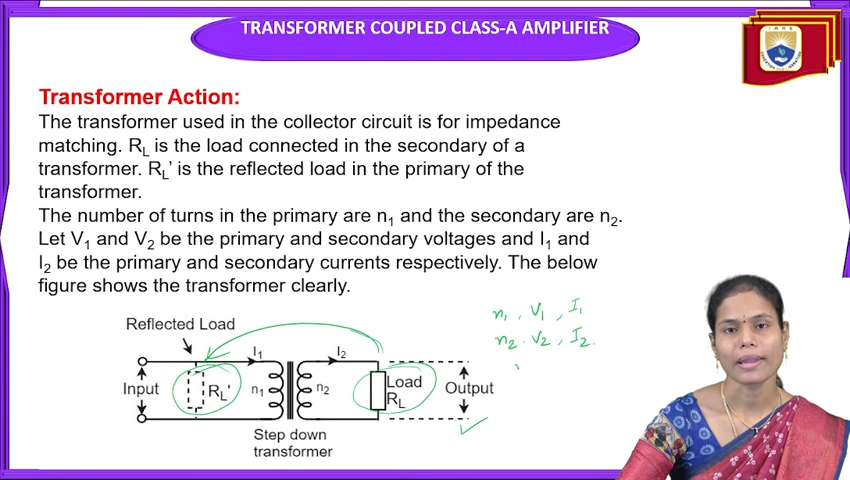 TRANSFORMER COUPLED CLASS-A AMPLIFIER
Transformer Action:
The transformer used in the collector circuit is for impedance
matching. R_L is the load connected in the secondary of a
transformer. R_L' is the reflected load in the primary of the
transformer.
The number of turns in the primary are n₁ and the secondary are n₂.
Let V₁ and V₂ be the primary and secondary voltages and I₁ and
I₂ be the primary and secondary currents respectively. The below
figure shows the transformer clearly.
n₁ , V₁ , I₁
n₂ . V₂ , I₂ .
Reflected Load
I₁ I₂
Input R_L' n₁ n₂ Load Output
R_L
Step down
transformer